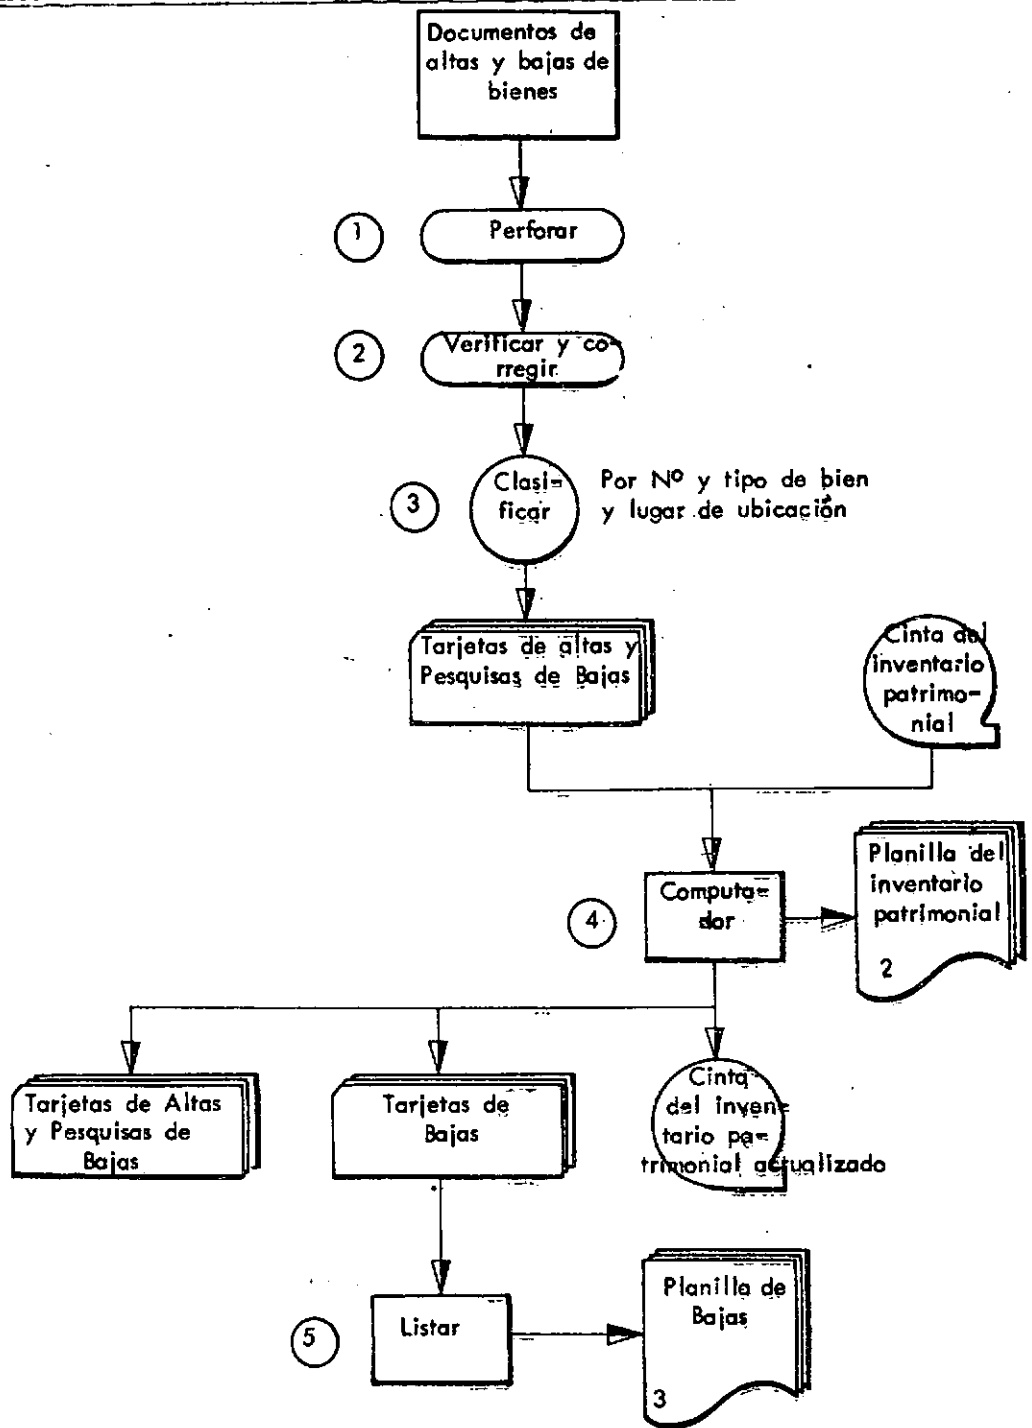 Documentos de
altas y bajas de
bienes
1
Perforar
2
Verificar y co-
rregir
3
Clasi=
ficar
Por Nº y tipo de bien
y lugar de ubicación
Tarjetas de altas y
Pesquisas de Bajas
Cinta del
inventario
patrimo-
nial
4
Computa=
dor
Planilla del
inventario
patrimonial
2
Tarjetas de Altas
y Pesquisas de
Bajas
Tarjetas de
Bajas
Cinta
del inven=
tario pa=
trimonial actualizado
5
Listar
Planilla de
Bajas
3